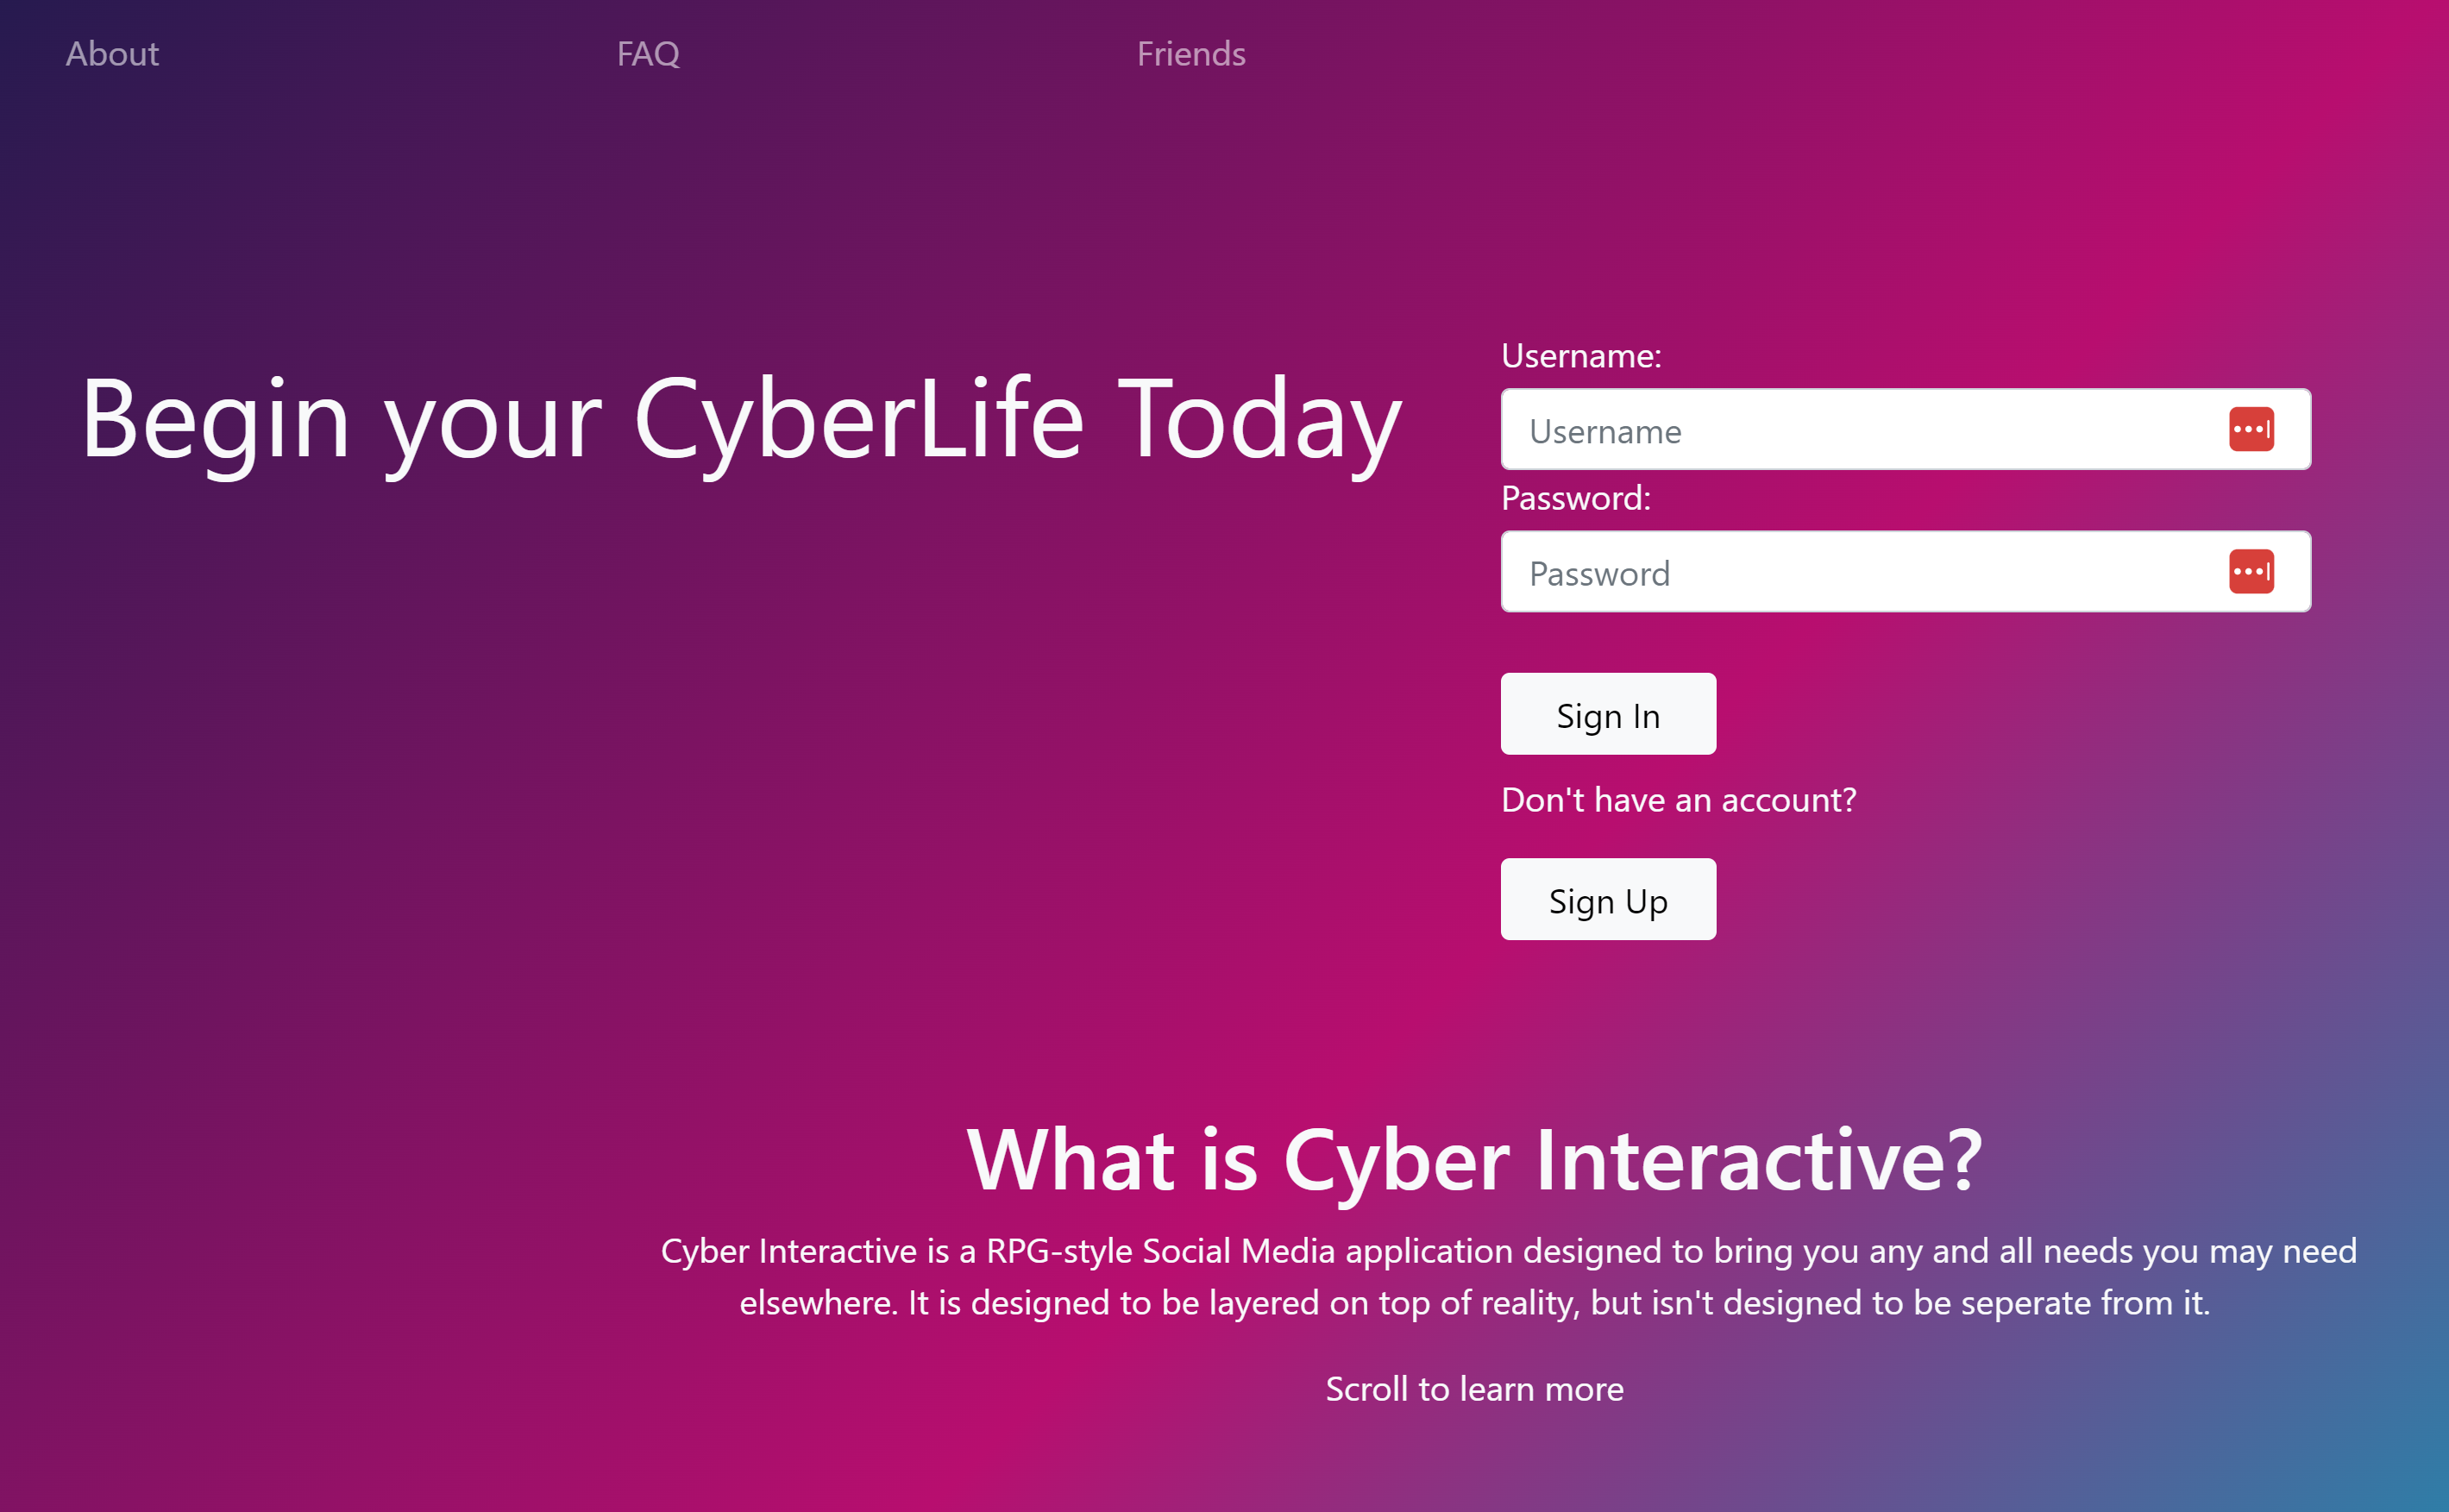 About
FAQ
Friends
Begin your CyberLife Today
Username:
Username
Password:
Password
Sign In
Don't have an account?
Sign Up
What is Cyber Interactive?
Cyber Interactive is a RPG-style Social Media application designed to bring you any and all needs you may need
elsewhere. It is designed to be layered on top of reality, but isn't designed to be seperate from it.
Scroll to learn more